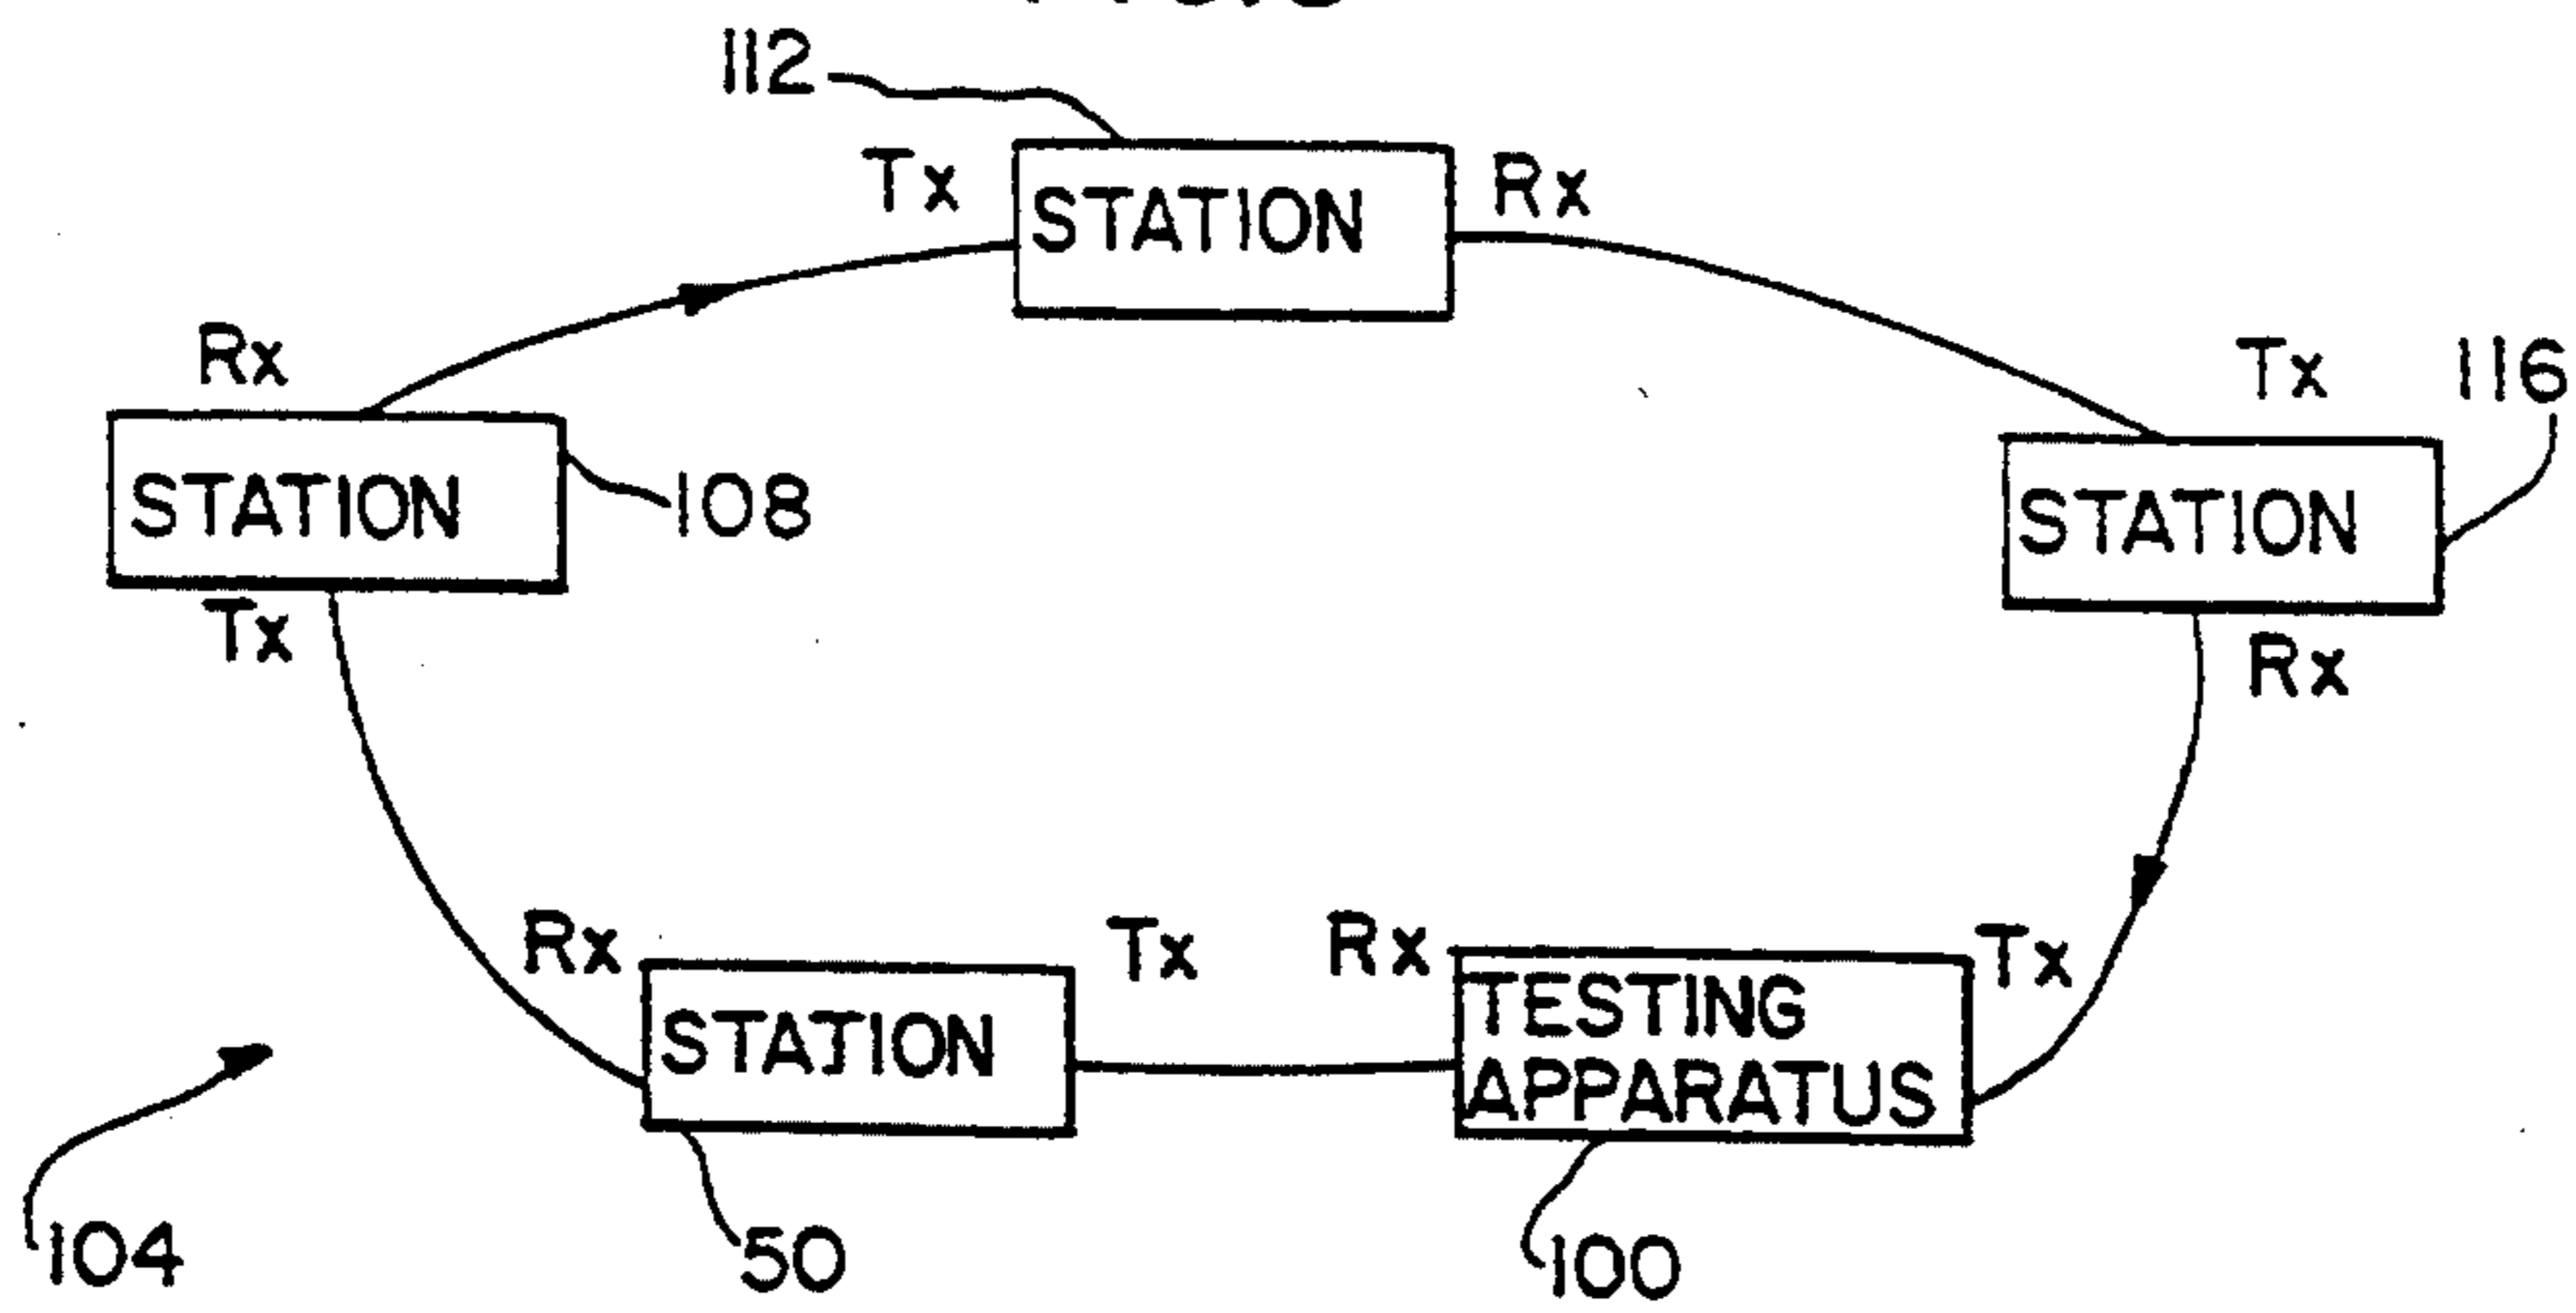 112
Tx
STATION
Rx
Rx
STATION
108
Tx
Tx
116
STATION
Rx
Rx
STATION
Tx
50
Rx
TESTING
APPARATUS
Tx
100
104